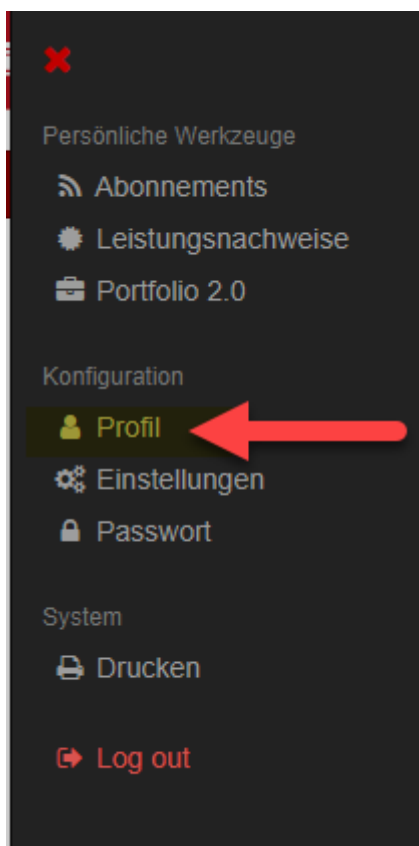 Persönliche Werkzeuge
Abonnements
Leistungsnachweise
Portfolio 2.0
Konfiguration
Profil
Einstellungen
Passwort
System
Drucken
Log out